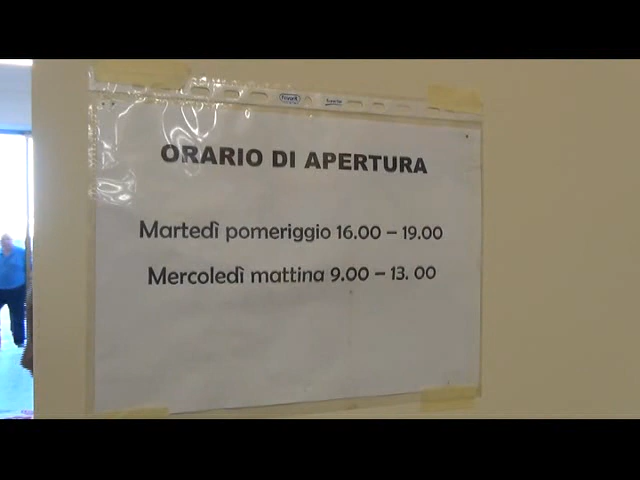 ORARIO DI APERTURA
Martedì pomeriggio 16.00 – 19.00
Mercoledì mattina 9.00 – 13. 00